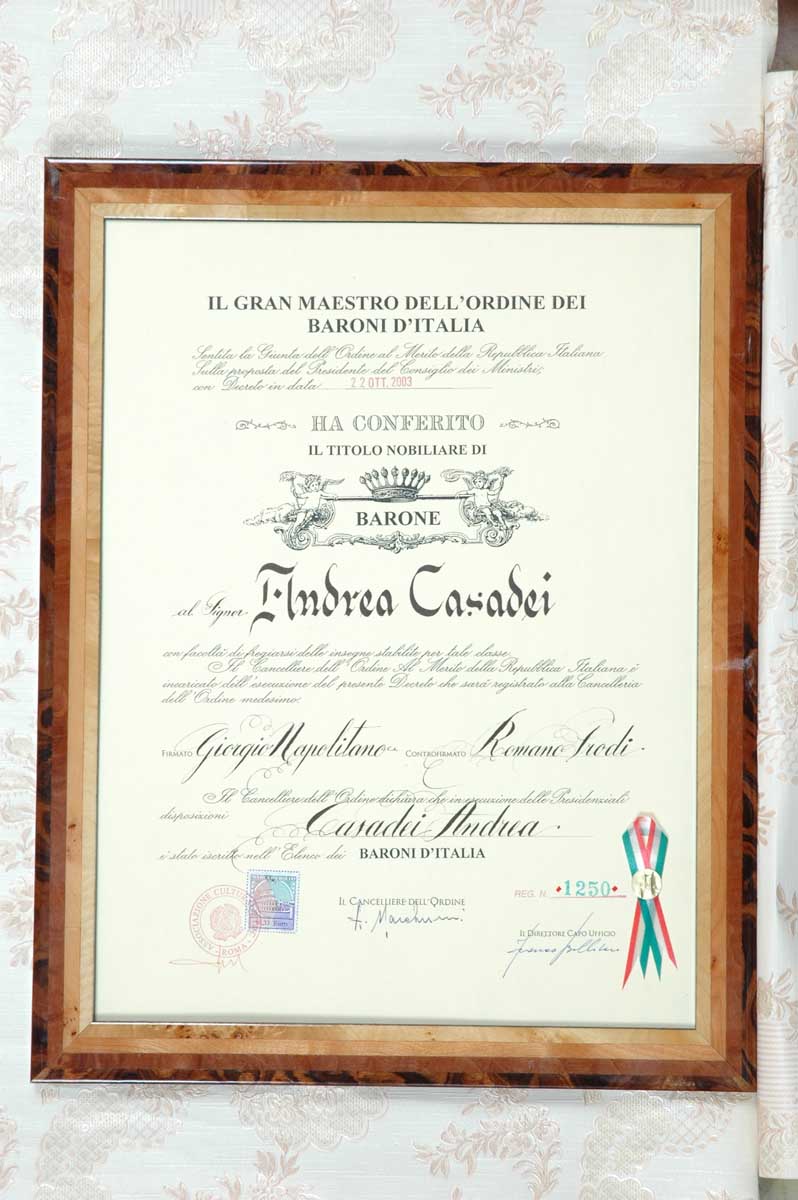 IL GRAN MAESTRO DELL'ORDINE DEI
BARONI D'ITALIA
Sentita la Giunta dell'Ordine al Merito della Repubblica Italiana
Sulla proposta del Presidente del Consiglio dei Ministri;
con Decreto in data 22 OTT. 2003
HA CONFERITO
IL TITOLO NOBILIARE DI
BARONE
al Signor Andrea Casadei
con facoltà di fregiarsi delle insegne stabilite per tale classe.
Il Cancelliere dell'Ordine Al Merito della Repubblica Italiana è
incaricato dell'esecuzione del presente Decreto che sarà registrato alla Cancelleria
dell'Ordine medesimo.
FIRMATO Giorgio Napolitano CONTROFIRMATO Romano Prodi.
Il Cancelliere dell'Ordine dichiara che in esecuzione delle Presidenziali
disposizioni Casadei Andrea.
è stato iscritto nell'Elenco dei BARONI D'ITALIA
ASSOCIAZIONE
ROMA
IL CANCELLIERE DELL'ORDINE
REG. N. 1250
IL DIRETTORE CAPO UFFICIO